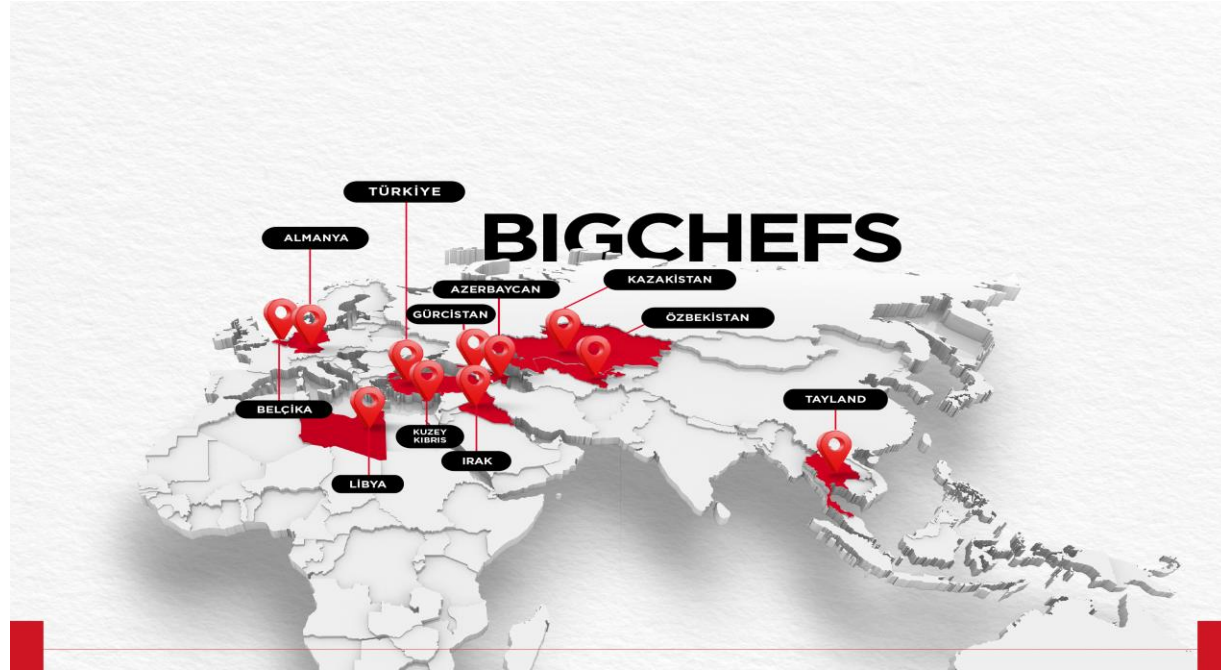 TÜRKİYE
BIGCHEFS
ALMANYA
KAZAKİSTAN
AZERBAYCAN
GÜRCİSTAN
ÖZBEKİSTAN
TAYLAND
BELÇİKA
KUZEY
KIBRIS
IRAK
LİBYA